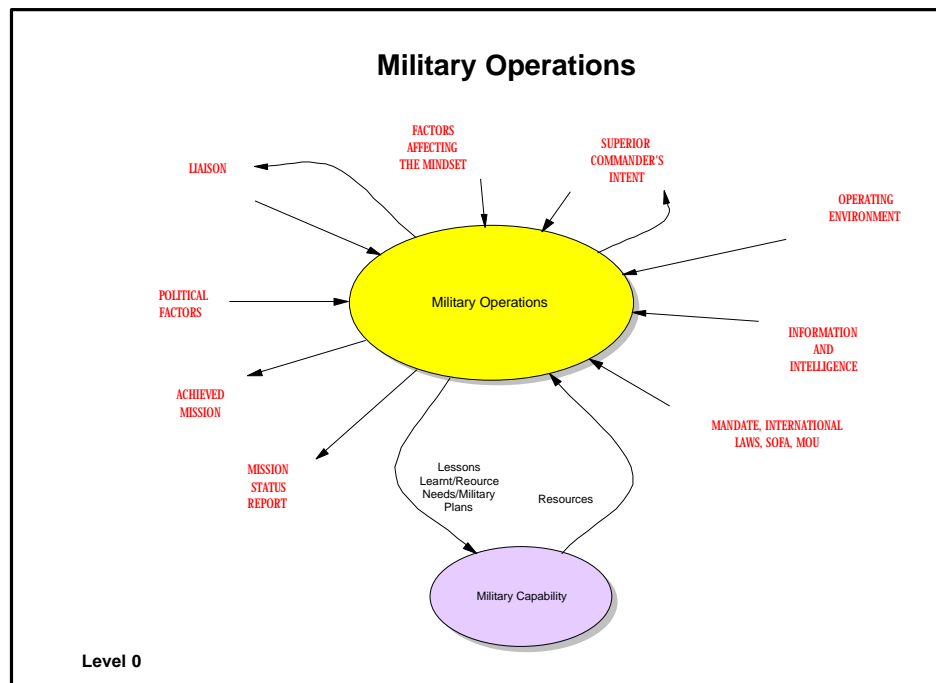 Military Operations
FACTORS
AFFECTING
THE MINDSET
SUPERIOR
COMMANDER'S
INTENT
LIAISON
OPERATING
ENVIRONMENT
Military Operations
POLITICAL
FACTORS
INFORMATION
AND
INTELLIGENCE
ACHIEVED
MISSION
MANDATE, INTERNATIONAL
LAWS, SOFA, MOU
MISSION
STATUS
REPORT
Lessons
Learnt/Reource
Needs/Military
Plans
Resources
Military Capability
Level 0